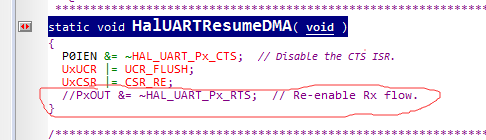 *******************************************************************
static void HalUARTResumeDMA( void )
{
P0IEN &= ~HAL_UART_Px_CTS; // Disable the CTS ISR.
UxUCR |= UCR_FLUSH;
UxCSR |= CSR_RE;
//PxOUT &= ~HAL_UART_Px_RTS; // Re-enable Rx flow.
}
/******************************************************************